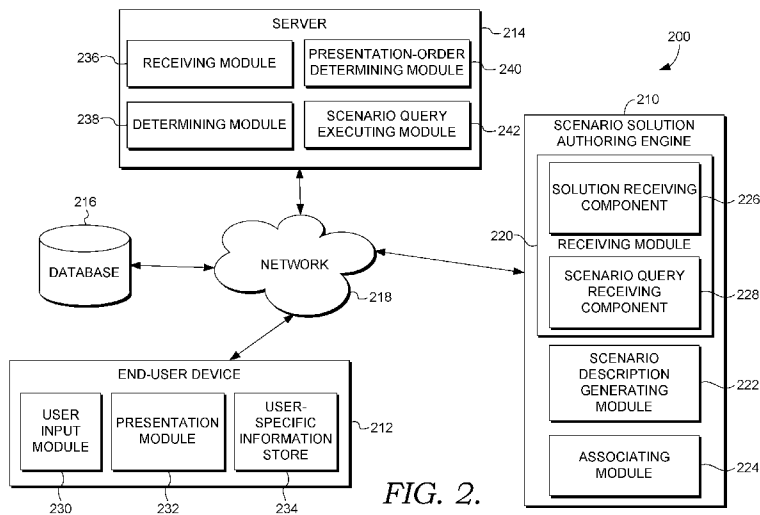 SERVER
214
236
RECEIVING MODULE
PRESENTATION-ORDER
DETERMINING MODULE
240
238
DETERMINING MODULE
SCENARIO QUERY
EXECUTING MODULE
242
200
210
SCENARIO SOLUTION
AUTHORING ENGINE
SOLUTION RECEIVING
COMPONENT
226
220
RECEIVING MODULE
SCENARIO QUERY
RECEIVING
COMPONENT
228
SCENARIO
DESCRIPTION
GENERATING
MODULE
222
ASSOCIATING
MODULE
224
216
DATABASE
NETWORK
218
END-USER DEVICE
212
USER
INPUT
MODULE
PRESENTATION
MODULE
USER-
SPECIFIC
INFORMATION
STORE
230
232
234
FIG. 2.